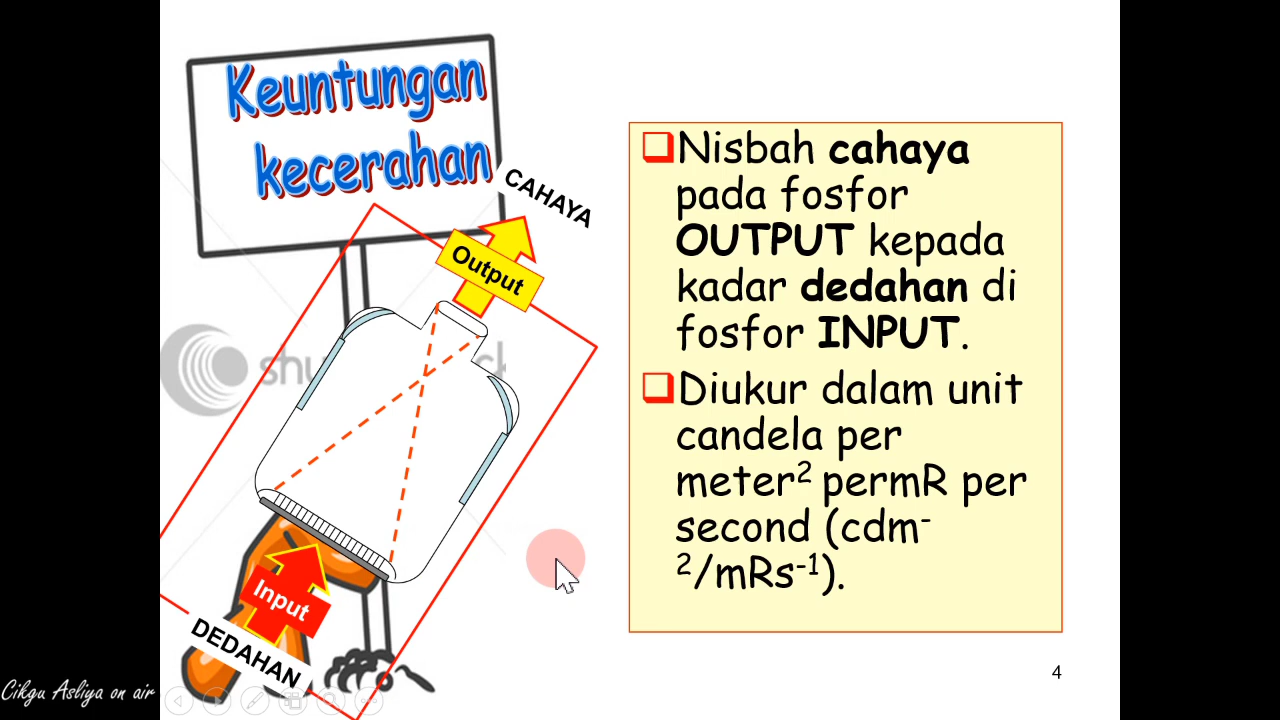 Keuntungan
kecerahan
CAHAYA
Output
Input
DEDAHAN
Nisbah cahaya
pada fosfor
OUTPUT kepada
kadar dedahan di
fosfor INPUT.
Diukur dalam unit
candela per
meter² permR per
second (cdm⁻
²/mRs⁻¹).
4
Cikgu Asliya on air